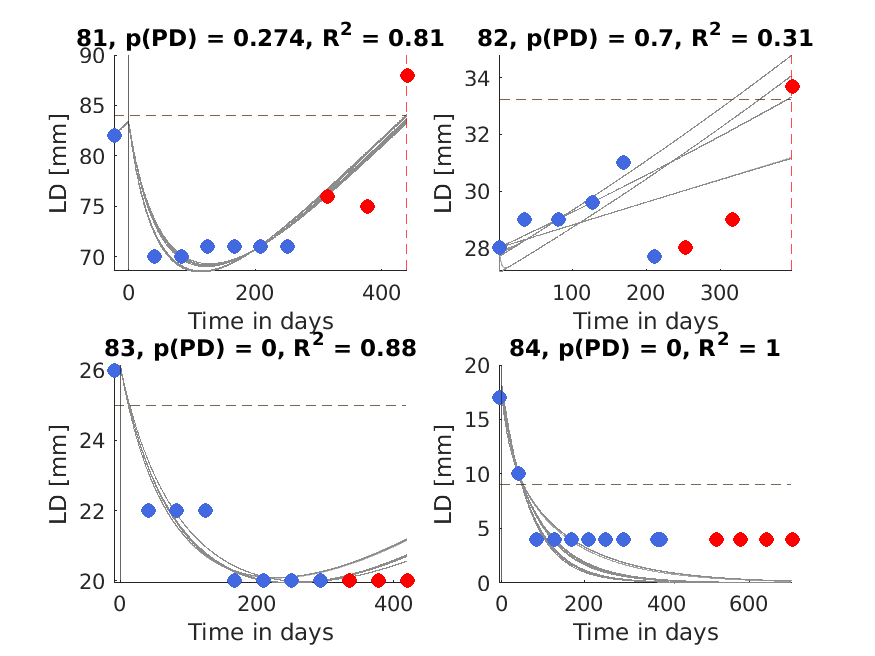 81, p(PD) = 0.274, R² = 0.81
90
85
80
75
70
LD [mm]
0
200
400
Time in days
82, p(PD) = 0.7, R² = 0.31
34
32
30
28
LD [mm]
100
200
300
Time in days
83, p(PD) = 0, R² = 0.88
26
24
22
20
LD [mm]
0
200
400
Time in days
84, p(PD) = 0, R² = 1
20
15
10
5
0
LD [mm]
0
200
400
600
Time in days